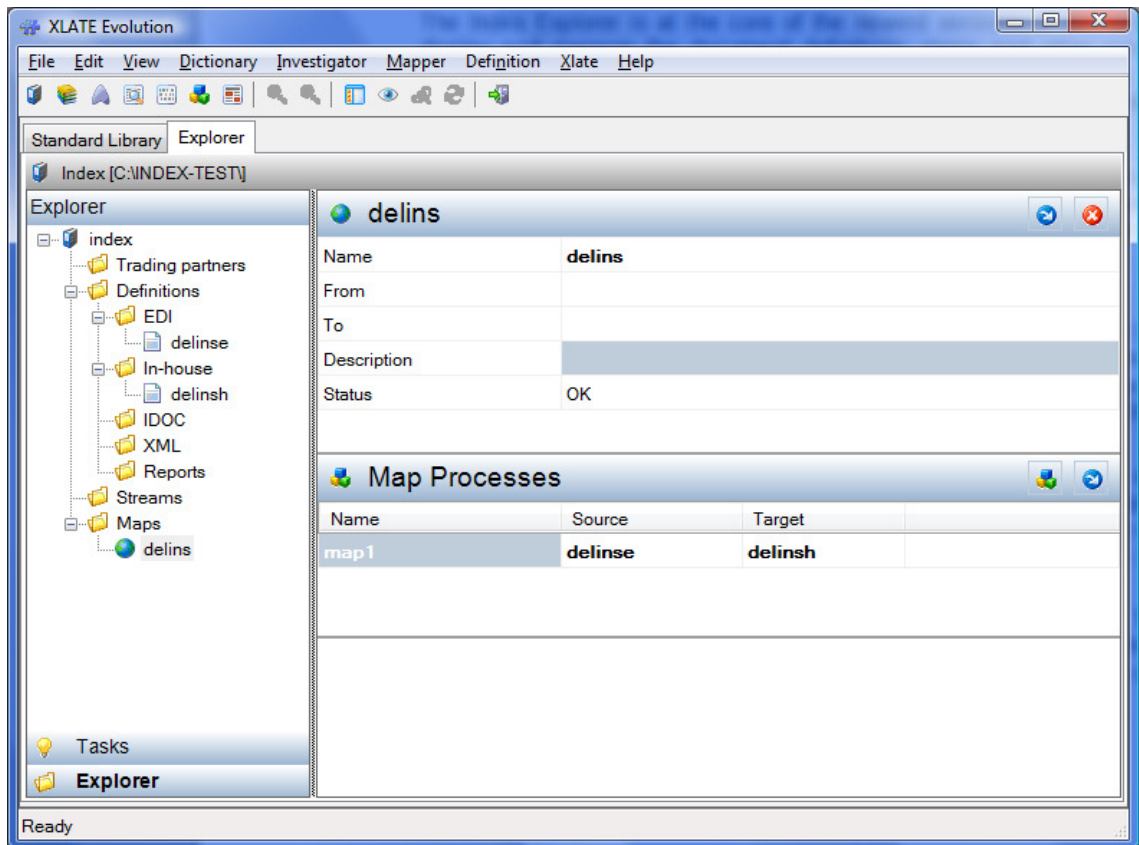 XLATE Evolution
File Edit View Dictionary Investigator Mapper Definition Xlate Help
Standard Library Explorer
Index [C:\INDEX-TEST\]
Explorer
index
Trading partners
Definitions
EDI
delinse
In-house
delinsh
IDOC
XML
Reports
Streams
Maps
delins
Tasks
Explorer
delins
Name delins
From
To
Description
Status OK
Map Processes
Name Source Target
map1 delinse delinsh
Ready